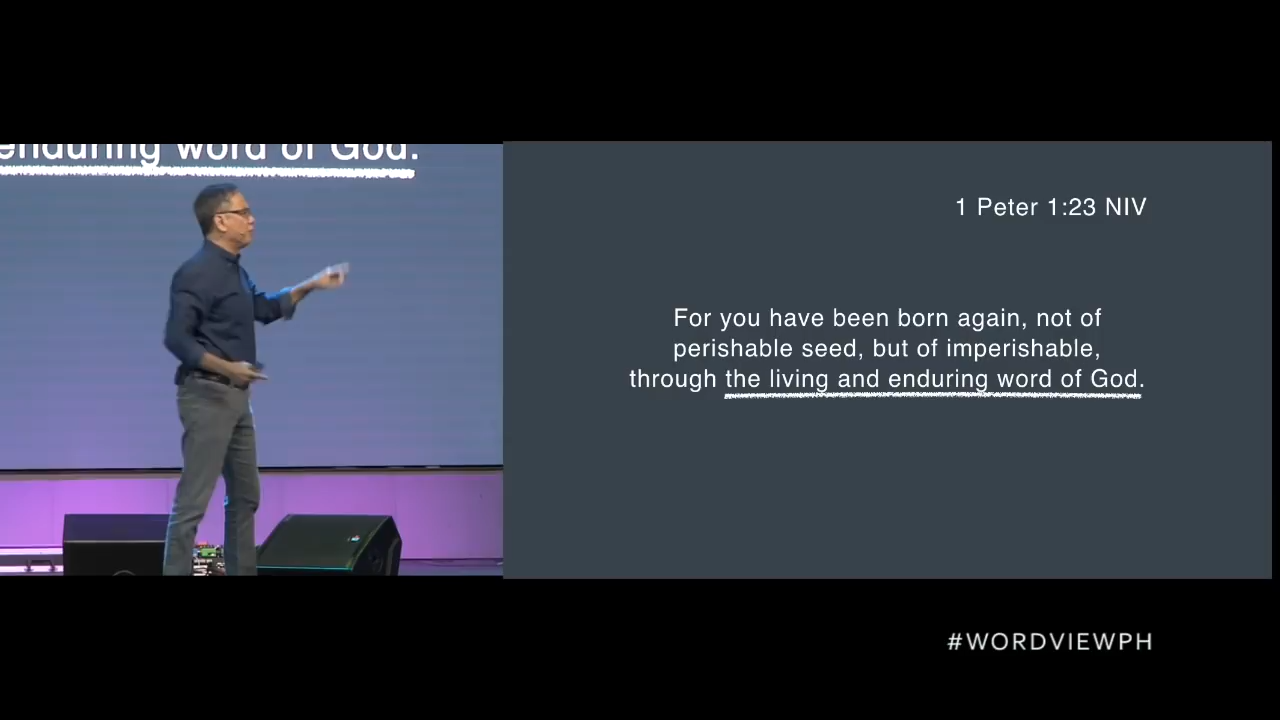 enduring word of God.
1 Peter 1:23 NIV
For you have been born again, not of
perishable seed, but of imperishable,
through the living and enduring word of God.
#WORDVIEWPH